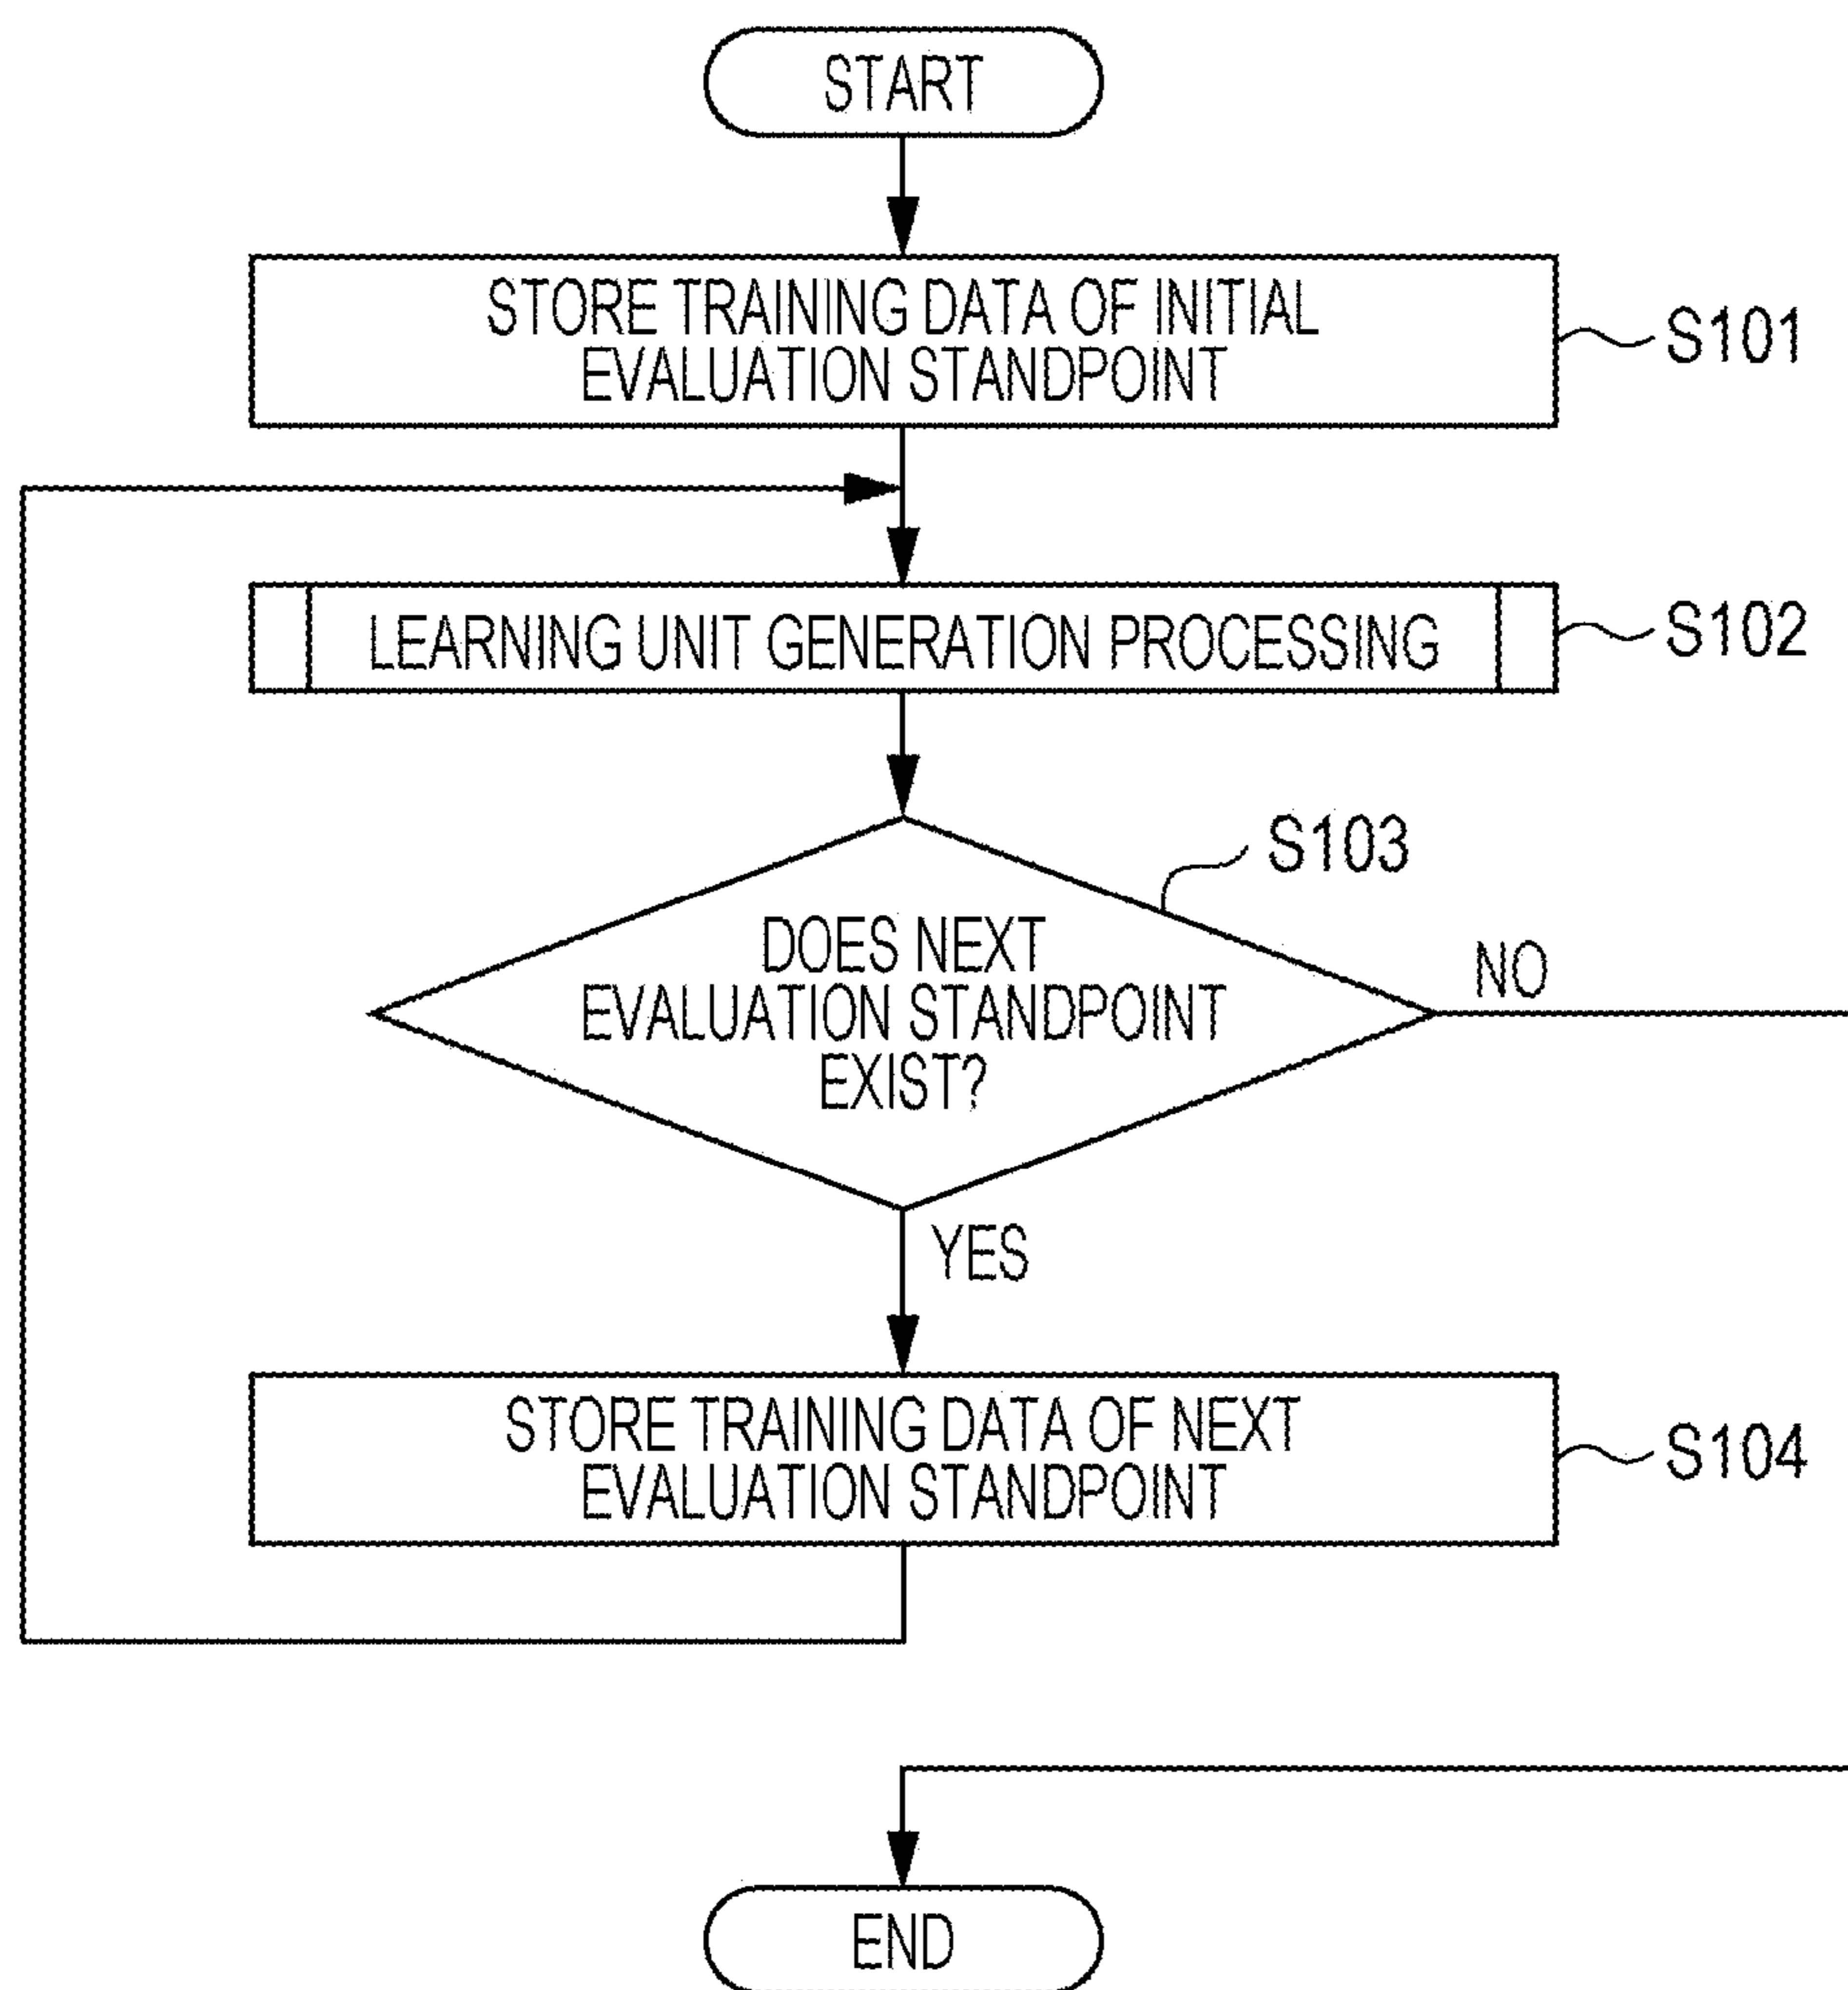 START
STORE TRAINING DATA OF INITIAL
EVALUATION STANDPOINT
S101
LEARNING UNIT GENERATION PROCESSING
S102
S103
DOES NEXT
EVALUATION STANDPOINT
EXIST?
NO
YES
STORE TRAINING DATA OF NEXT
EVALUATION STANDPOINT
S104
END